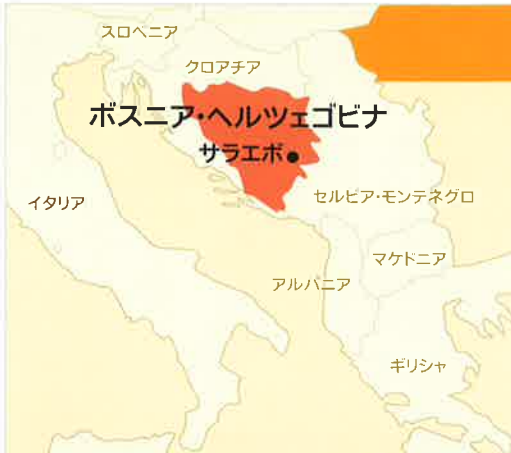 スロベニア
クロアチア
ボスニア・ヘルツェゴビナ
サラエボ
イタリア
セルビア・モンテネグロ
マケドニア
アルバニア
ギリシャ